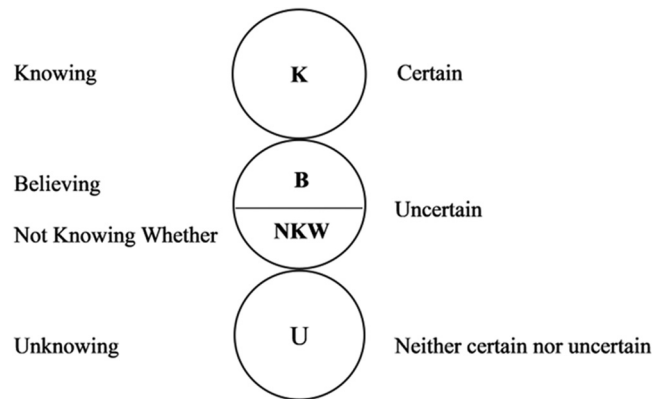 Knowing K Certain
Believing B
Uncertain
Not Knowing Whether NKW
Unknowing U Neither certain nor uncertain